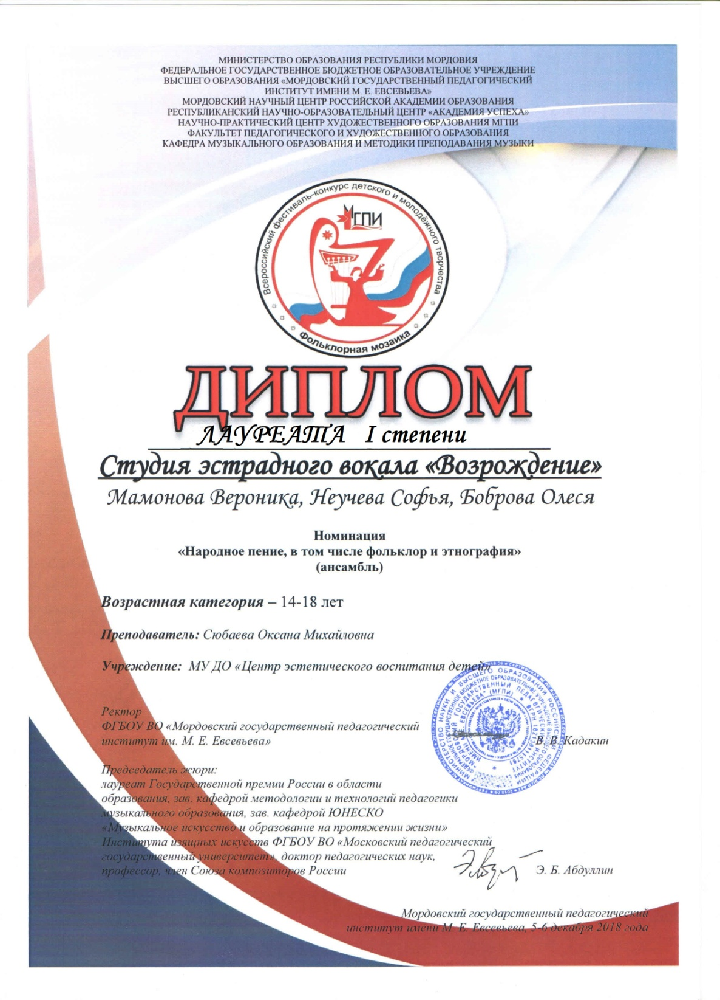 МИНИСТЕРСТВО ОБРАЗОВАНИЯ РЕСПУБЛИКИ МОРДОВИЯ
ФЕДЕРАЛЬНОЕ ГОСУДАРСТВЕННОЕ БЮДЖЕТНОЕ ОБРАЗОВАТЕЛЬНОЕ УЧРЕЖДЕНИЕ
ВЫСШЕГО ОБРАЗОВАНИЯ «МОРДОВСКИЙ ГОСУДАРСТВЕННЫЙ ПЕДАГОГИЧЕСКИЙ
ИНСТИТУТ ИМЕНИ М. Е. ЕВСЕВЬЕВА»
МОРДОВСКИЙ НАУЧНЫЙ ЦЕНТР РОССИЙСКОЙ АКАДЕМИИ ОБРАЗОВАНИЯ
РЕСПУБЛИКАНСКИЙ НАУЧНО-ОБРАЗОВАТЕЛЬНЫЙ ЦЕНТР «АКАДЕМИЯ УСПЕХА»
НАУЧНО-ПРАКТИЧЕСКИЙ ЦЕНТР ХУДОЖЕСТВЕННОГО ОБРАЗОВАНИЯ МГПИ
ФАКУЛЬТЕТ ПЕДАГОГИЧЕСКОГО И ХУДОЖЕСТВЕННОГО ОБРАЗОВАНИЯ
КАФЕДРА МУЗЫКАЛЬНОГО ОБРАЗОВАНИЯ И МЕТОДИКИ ПРЕПОДАВАНИЯ МУЗЫКИ
Всероссийский фестиваль-конкурс детского и молодёжного творчества
МГПИ
Фольклорная мозаика
ДИПЛОМ
ЛАУРЕАТА I степени
Студия эстрадного вокала «Возрождение»
Мамонова Вероника, Неучева Софья, Боброва Олеся
Номинация
«Народное пение, в том числе фольклор и этнография»
(ансамбль)
Возрастная категория – 14-18 лет
Преподаватель: Сюбаева Оксана Михайловна
Учреждение: МУ ДО «Центр эстетического воспитания детей»
Ректор
ФГБОУ ВО «Мордовский государственный педагогический
институт им. М. Е. Евсевьева»
В. В. Кадакин
Председатель жюри:
лауреат Государственной премии России в области
образования, зав. кафедрой методологии и технологий педагогики
музыкального образования, зав. кафедрой ЮНЕСКО
«Музыкальное искусство и образование на протяжении жизни»
Института изящных искусств ФГБОУ ВО «Московский педагогический
государственный университет», доктор педагогических наук,
профессор, член Союза композиторов России
Э. Б. Абдуллин
Мордовский государственный педагогический
институт имени М. Е. Евсевьева, 5-6 декабря 2018 года